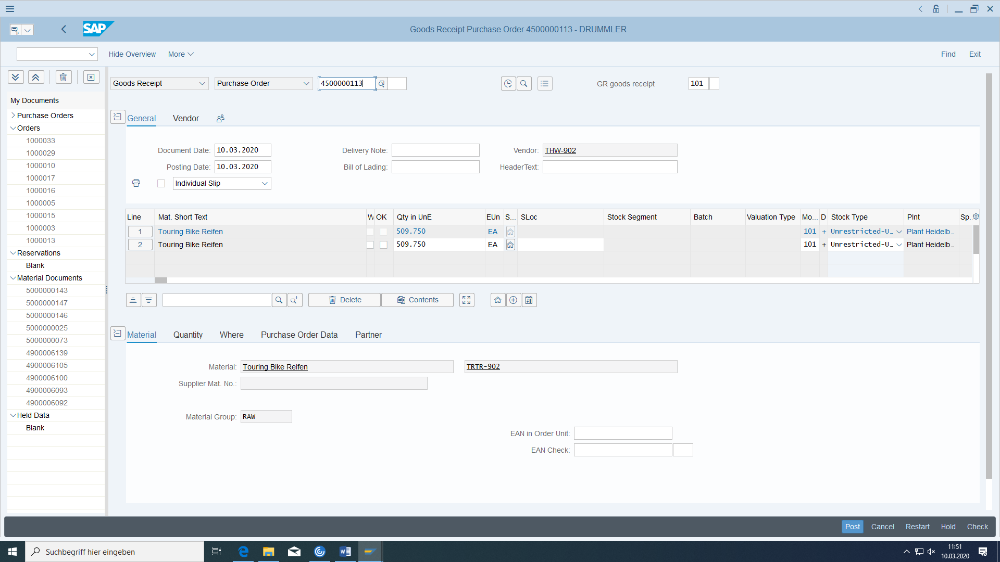 SAP
Goods Receipt Purchase Order 4500000113 - DRUMMLER
Hide Overview More Find Exit
Goods Receipt Purchase Order 4500000113 GR goods receipt 101
My Documents
Purchase Orders
Orders
1000033
1000029
1000010
1000017
1000016
1000005
1000015
1000003
1000013
Reservations
Blank
Material Documents
5000000143
5000000147
5000000146
5000000025
5000000073
4900006139
4900006105
4900006100
4900006093
4900006092
Held Data
Blank
General Vendor
Document Date: 10.03.2020 Delivery Note: Vendor: THW-902
Posting Date: 10.03.2020 Bill of Lading: HeaderText:
Individual Slip
Line Mat. Short Text W OK Qty in UnE EUn S... SLoc Stock Segment Batch Valuation Type Mo... D Stock Type Plnt Sp..
1 Touring Bike Reifen 509.750 EA 101 + Unrestricted-U… Plant Heidelb…
2 Touring Bike Reifen 509.750 EA 101 + Unrestricted-U… Plant Heidelb…
Delete Contents
Material Quantity Where Purchase Order Data Partner
Material: Touring Bike Reifen TRTR-902
Supplier Mat. No.:
Material Group: RAW
EAN in Order Unit:
EAN Check:
Post Cancel Restart Hold Check
Suchbegriff hier eingeben
11:51
10.03.2020